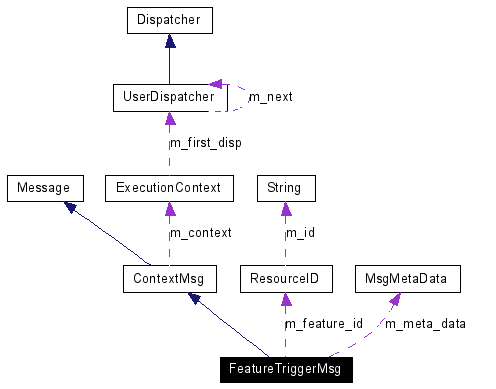 Dispatcher
UserDispatcher
m_next
m_first_disp
Message
ExecutionContext
String
m_context
m_id
ContextMsg
ResourceID
MsgMetaData
m_feature_id
m_meta_data
FeatureTriggerMsg